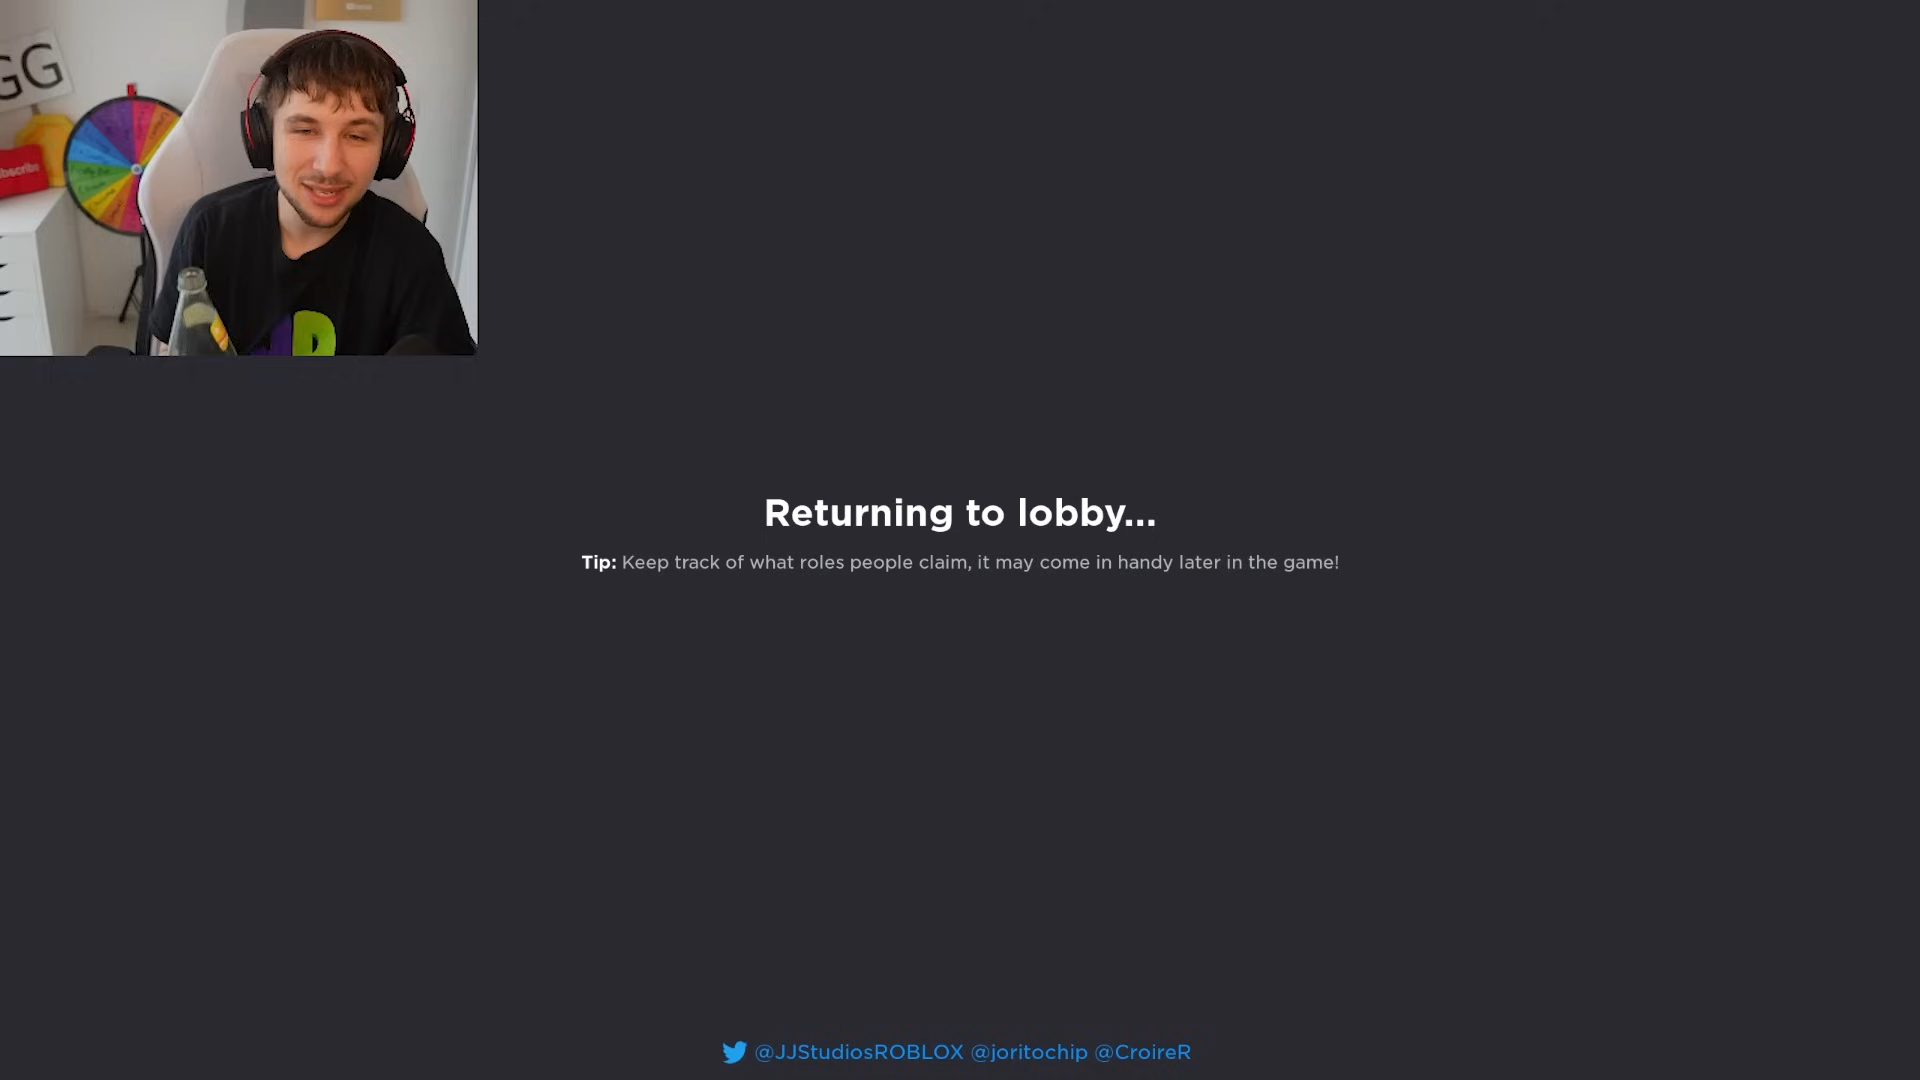 GG
bscribe
Returning to lobby...
Tip: Keep track of what roles people claim, it may come in handy later in the game!
@JJStudiosROBLOX @joritochip @CroireR